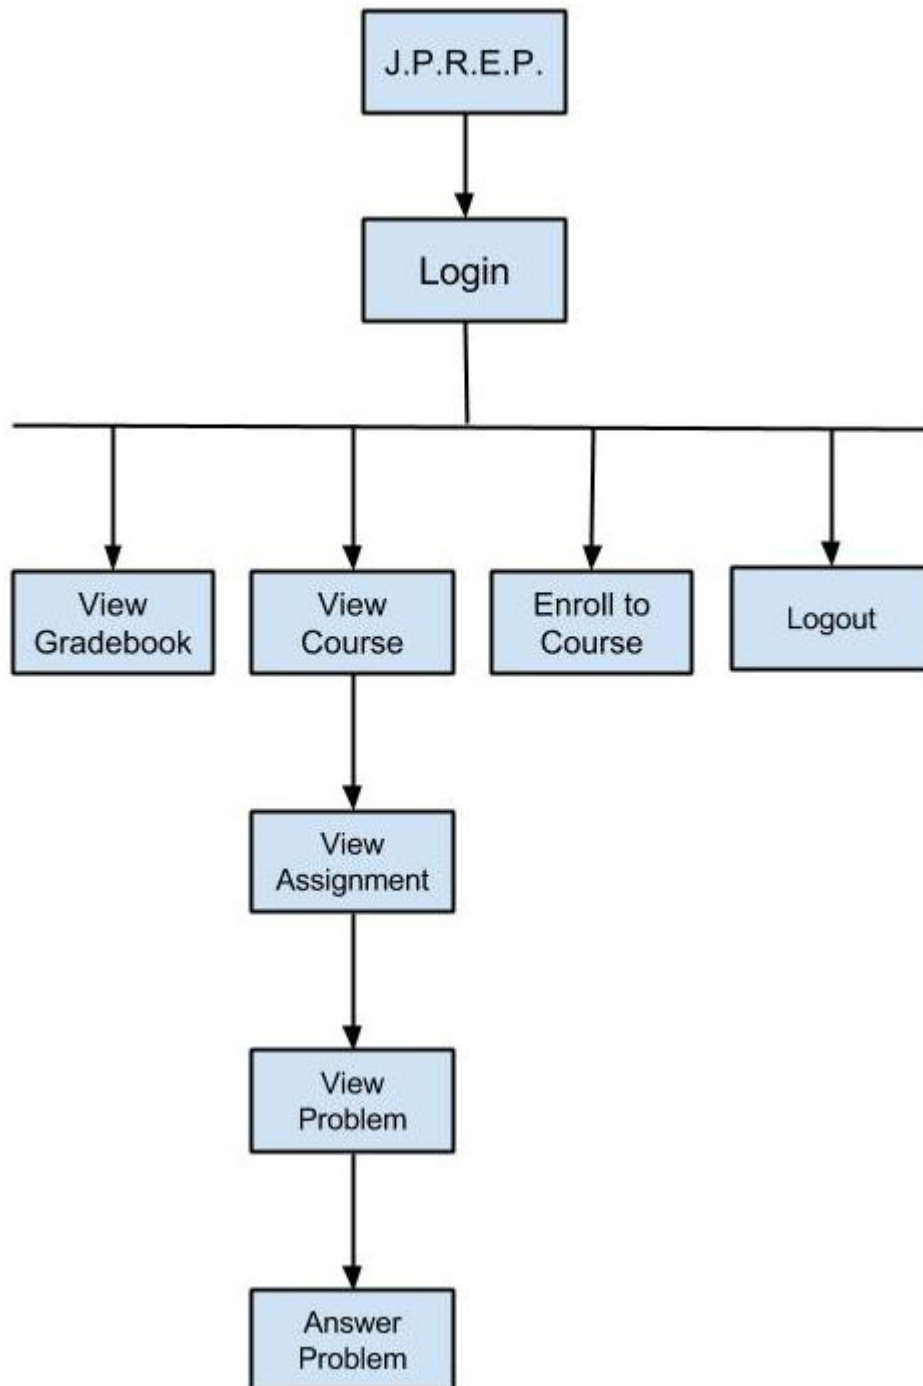 J.P.R.E.P.
Login
View
Gradebook
View
Course
Enroll to
Course
Logout
View
Assignment
View
Problem
Answer
Problem